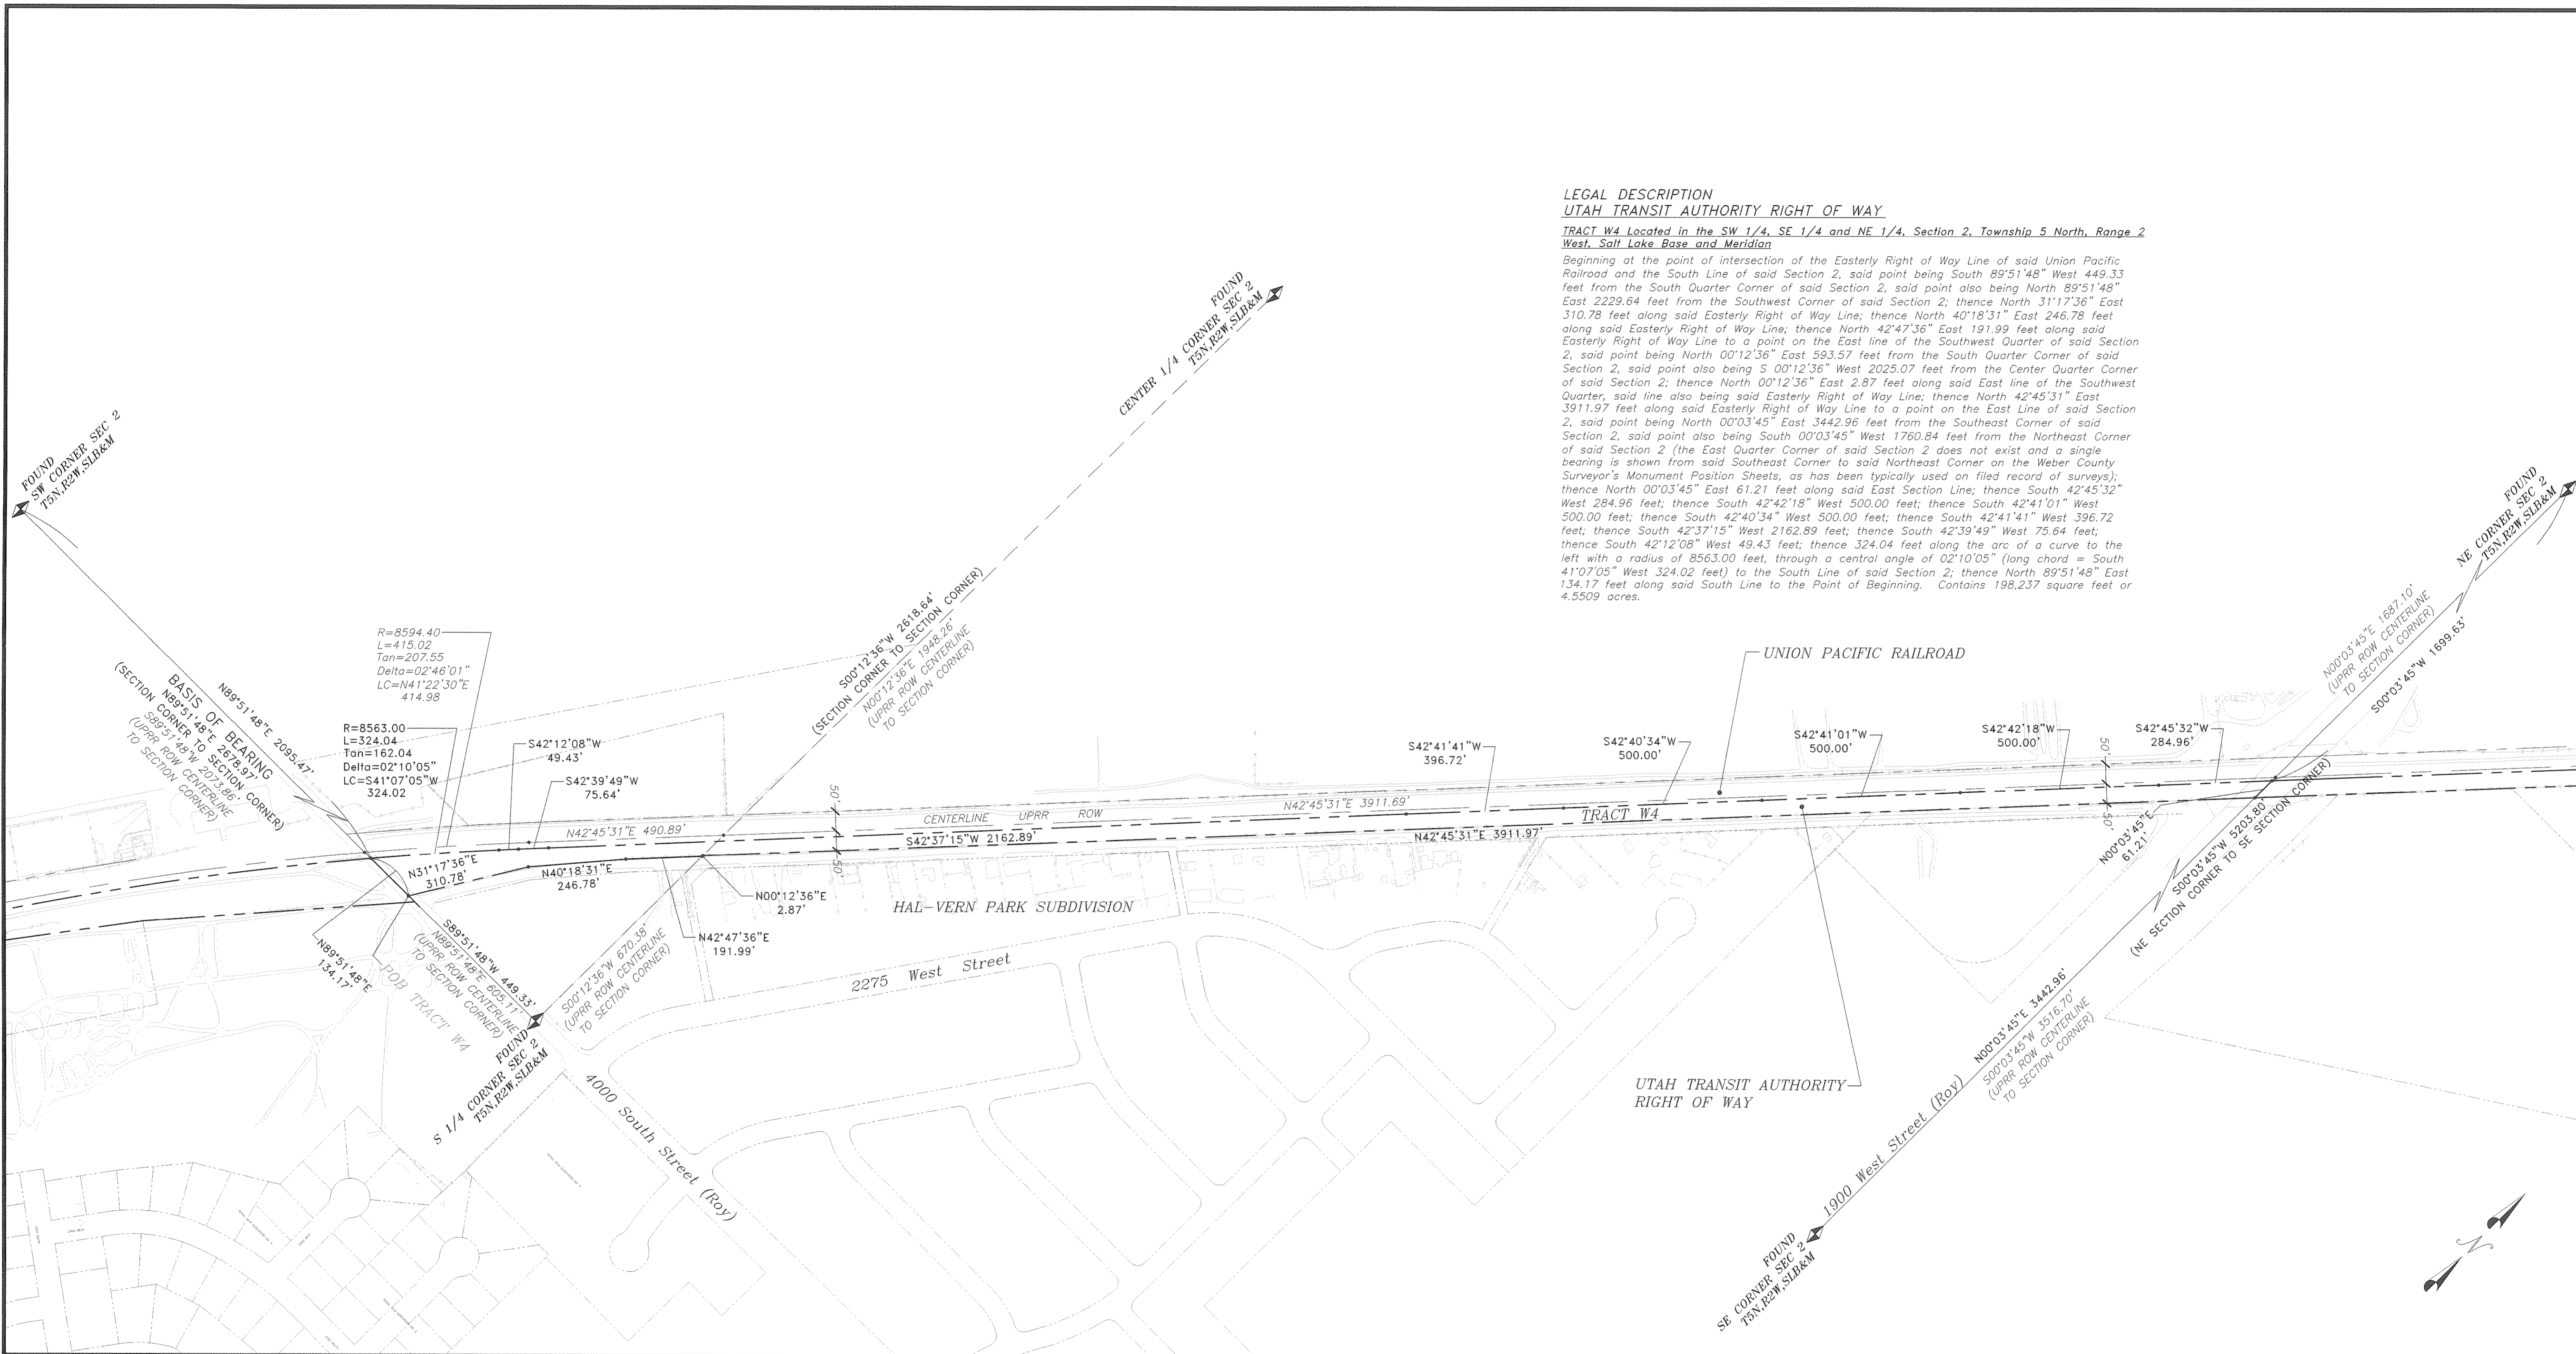 LEGAL DESCRIPTION
UTAH TRANSIT AUTHORITY RIGHT OF WAY
TRACT W4 Located in the SW 1/4, SE 1/4 and NE 1/4, Section 2, Township 5 North, Range 2
West, Salt Lake Base and Meridian
Beginning at the point of intersection of the Easterly Right of Way Line of said Union Pacific
Railroad and the South Line of said Section 2, said point being South 89°51'48" West 449.33
feet from the South Quarter Corner of said Section 2, said point also being North 89°51'48"
East 2229.64 feet from the Southwest Corner of said Section 2; thence North 31°17'36" East
310.78 feet along said Easterly Right of Way Line; thence North 40°18'31" East 246.78 feet
along said Easterly Right of Way Line; thence North 42°47'36" East 191.99 feet along said
Easterly Right of Way Line to a point on the East line of the Southwest Quarter of said Section
2, said point being North 00°12'36" East 593.57 feet from the South Quarter Corner of said
Section 2, said point also being S 00°12'36" West 2025.07 feet from the Center Quarter Corner
of said Section 2; thence North 00°12'36" East 2.87 feet along said East line of the Southwest
Quarter, said line also being said Easterly Right of Way Line; thence North 42°45'31" East
3911.97 feet along said Easterly Right of Way Line to a point on the East Line of said Section
2, said point being North 00°03'45" East 3442.96 feet from the Southeast Corner of said
Section 2, said point also being South 00°03'45" West 1760.84 feet from the Northeast Corner
of said Section 2 (the East Quarter Corner of said Section 2 does not exist and a single
bearing is shown from said Southeast Corner to said Northeast Corner on the Weber County
Surveyor's Monument Position Sheets, as has been typically used on filed record of surveys);
thence North 00°03'45" East 61.21 feet along said East Section Line; thence South 42°45'32"
West 284.96 feet; thence South 42°42'18" West 500.00 feet; thence South 42°41'01" West
500.00 feet; thence South 42°40'34" West 500.00 feet; thence South 42°41'41" West 396.72
feet; thence South 42°37'15" West 2162.89 feet; thence South 42°39'49" West 75.64 feet;
thence South 42°12'08" West 49.43 feet; thence 324.04 feet along the arc of a curve to the
left with a radius of 8563.00 feet, through a central angle of 02°10'05" (long chord = South
41°07'05" West 324.02 feet) to the South Line of said Section 2; thence North 89°51'48" East
134.17 feet along said South Line to the Point of Beginning. Contains 198,237 square feet or
4.5509 acres.
FOUND
CENTER 1/4 CORNER SEC 2
T5N,R2W,SLB&M
FOUND
SW CORNER SEC 2
T5N,R2W,SLB&M
FOUND
NE CORNER SEC 2
T5N,R2W,SLB&M
N89°51'48"E 2095.47'
BASIS OF BEARING
N89°51'48"E 2678.97'
(SECTION CORNER TO SECTION CORNER)
S89°51'48"W 2073.86'
(UPRR ROW CENTERLINE
TO SECTION CORNER)
R=8594.40
L=415.02
Tan=207.55
Delta=02°46'01"
LC=N41°22'30"E
414.98
R=8563.00
L=324.04
Tan=162.04
Delta=02°10'05"
LC=S41°07'05"W
324.02
S42°12'08"W
49.43'
S42°39'49"W
75.64'
S00°12'36"W 2618.64'
(SECTION CORNER TO SECTION CORNER)
N00°12'36"E 1948.26'
(UPRR ROW CENTERLINE
TO SECTION CORNER)
UNION PACIFIC RAILROAD
S42°41'41"W
396.72'
S42°40'34"W
500.00'
S42°41'01"W
500.00'
S42°42'18"W
500.00'
S42°45'32"W
284.96'
N00°03'45"E 1687.10'
(UPRR ROW CENTERLINE
TO SECTION CORNER)
S00°03'45"W 1699.63'
50'
50'
50'
50'
N42°45'31"E 490.89'
CENTERLINE UPRR ROW
N42°45'31"E 3911.69'
S42°37'15"W 2162.89'
N42°45'31"E 3911.97'
TRACT W4
N31°17'36"E
310.78'
N40°18'31"E
246.78'
N00°12'36"E
2.87'
N42°47'36"E
191.99'
HAL-VERN PARK SUBDIVISION
2275 West Street
N89°51'48"E
134.17'
POB TRACT W4
S89°51'48"W 449.33'
N89°51'48"E 605.11'
(UPRR ROW CENTERLINE
TO SECTION CORNER)
S00°12'36"W 670.38'
(UPRR ROW CENTERLINE
TO SECTION CORNER)
FOUND
S 1/4 CORNER SEC 2
T5N,R2W,SLB&M
4000 South Street (Roy)
N00°03'45"E
61.21'
S00°03'45"W 5203.80'
(NE SECTION CORNER TO SE SECTION CORNER)
N00°03'45"E 3442.96'
S00°03'45"W 3516.70'
(UPRR ROW CENTERLINE
TO SECTION CORNER)
UTAH TRANSIT AUTHORITY
RIGHT OF WAY
1900 West Street (Roy)
FOUND
SE CORNER SEC 2
T5N,R2W,SLB&M
N